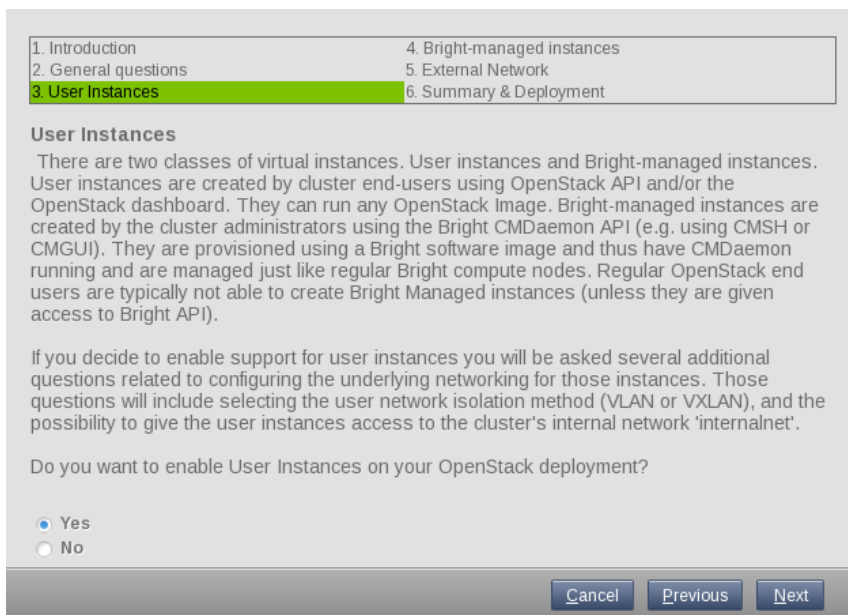 1. Introduction
2. General questions
3. User Instances
4. Bright-managed instances
5. External Network
6. Summary & Deployment
User Instances
There are two classes of virtual instances. User instances and Bright-managed instances.
User instances are created by cluster end-users using OpenStack API and/or the
OpenStack dashboard. They can run any OpenStack Image. Bright-managed instances are
created by the cluster administrators using the Bright CMDaemon API (e.g. using CMSH or
CMGUI). They are provisioned using a Bright software image and thus have CMDaemon
running and are managed just like regular Bright compute nodes. Regular OpenStack end
users are typically not able to create Bright Managed instances (unless they are given
access to Bright API).
If you decide to enable support for user instances you will be asked several additional
questions related to configuring the underlying networking for those instances. Those
questions will include selecting the user network isolation method (VLAN or VXLAN), and the
possibility to give the user instances access to the cluster's internal network 'internalnet'.
Do you want to enable User Instances on your OpenStack deployment?
Yes
No
Cancel Previous Next